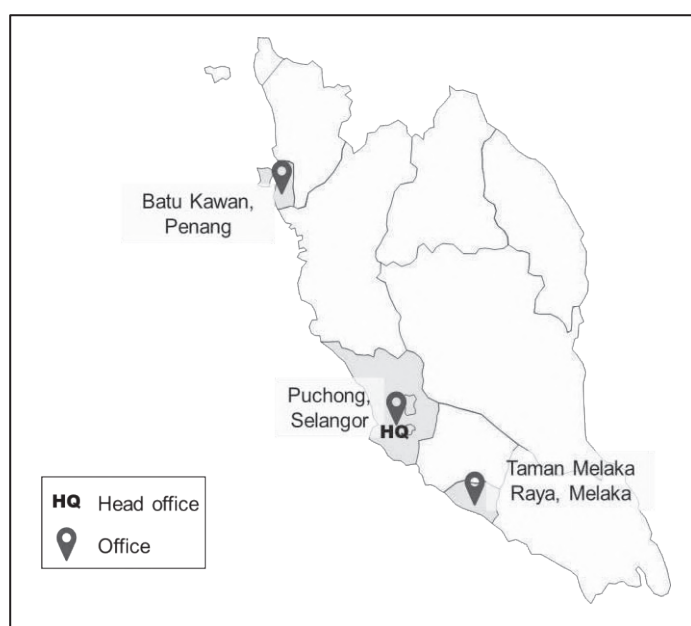 Batu Kawan,
Penang
Puchong,
Selangor
HQ
Taman Melaka
Raya, Melaka
HQ Head office
Office